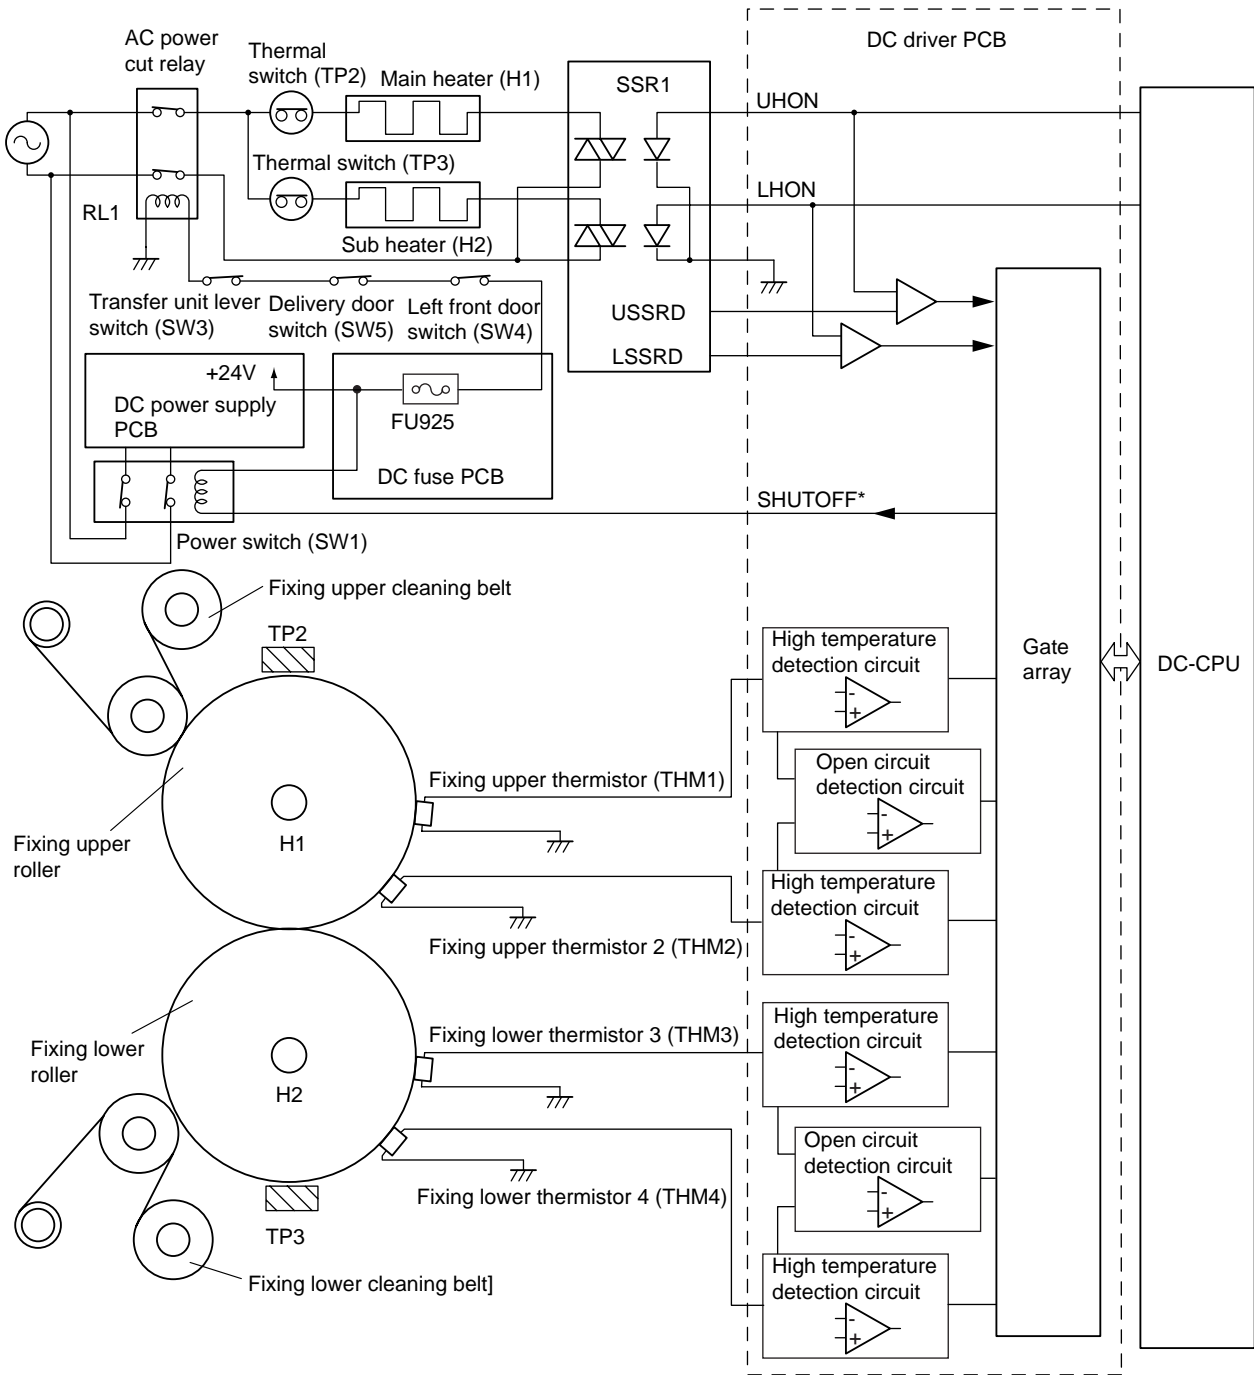 DC driver PCB
AC power
cut relay
Thermal
switch (TP2)
Main heater (H1)
SSR1
UHON
Thermal switch (TP3)
LHON
RL1
Sub heater (H2)
Transfer unit lever
switch (SW3)
Delivery door
switch (SW5)
Left front door
switch (SW4)
USSRD
LSSRD
+24V
DC power supply
PCB
FU925
DC fuse PCB
SHUTOFF*
Power switch (SW1)
Fixing upper cleaning belt
TP2
High temperature
detection circuit
-
+
Gate
array
DC-CPU
Open circuit
detection circuit
-
+
Fixing upper thermistor (THM1)
H1
Fixing upper
roller
High temperature
detection circuit
-
+
Fixing upper thermistor 2 (THM2)
High temperature
detection circuit
-
+
Fixing lower thermistor 3 (THM3)
Fixing lower
roller
H2
Open circuit
detection circuit
-
+
Fixing lower thermistor 4 (THM4)
TP3
High temperature
detection circuit
-
+
Fixing lower cleaning belt]